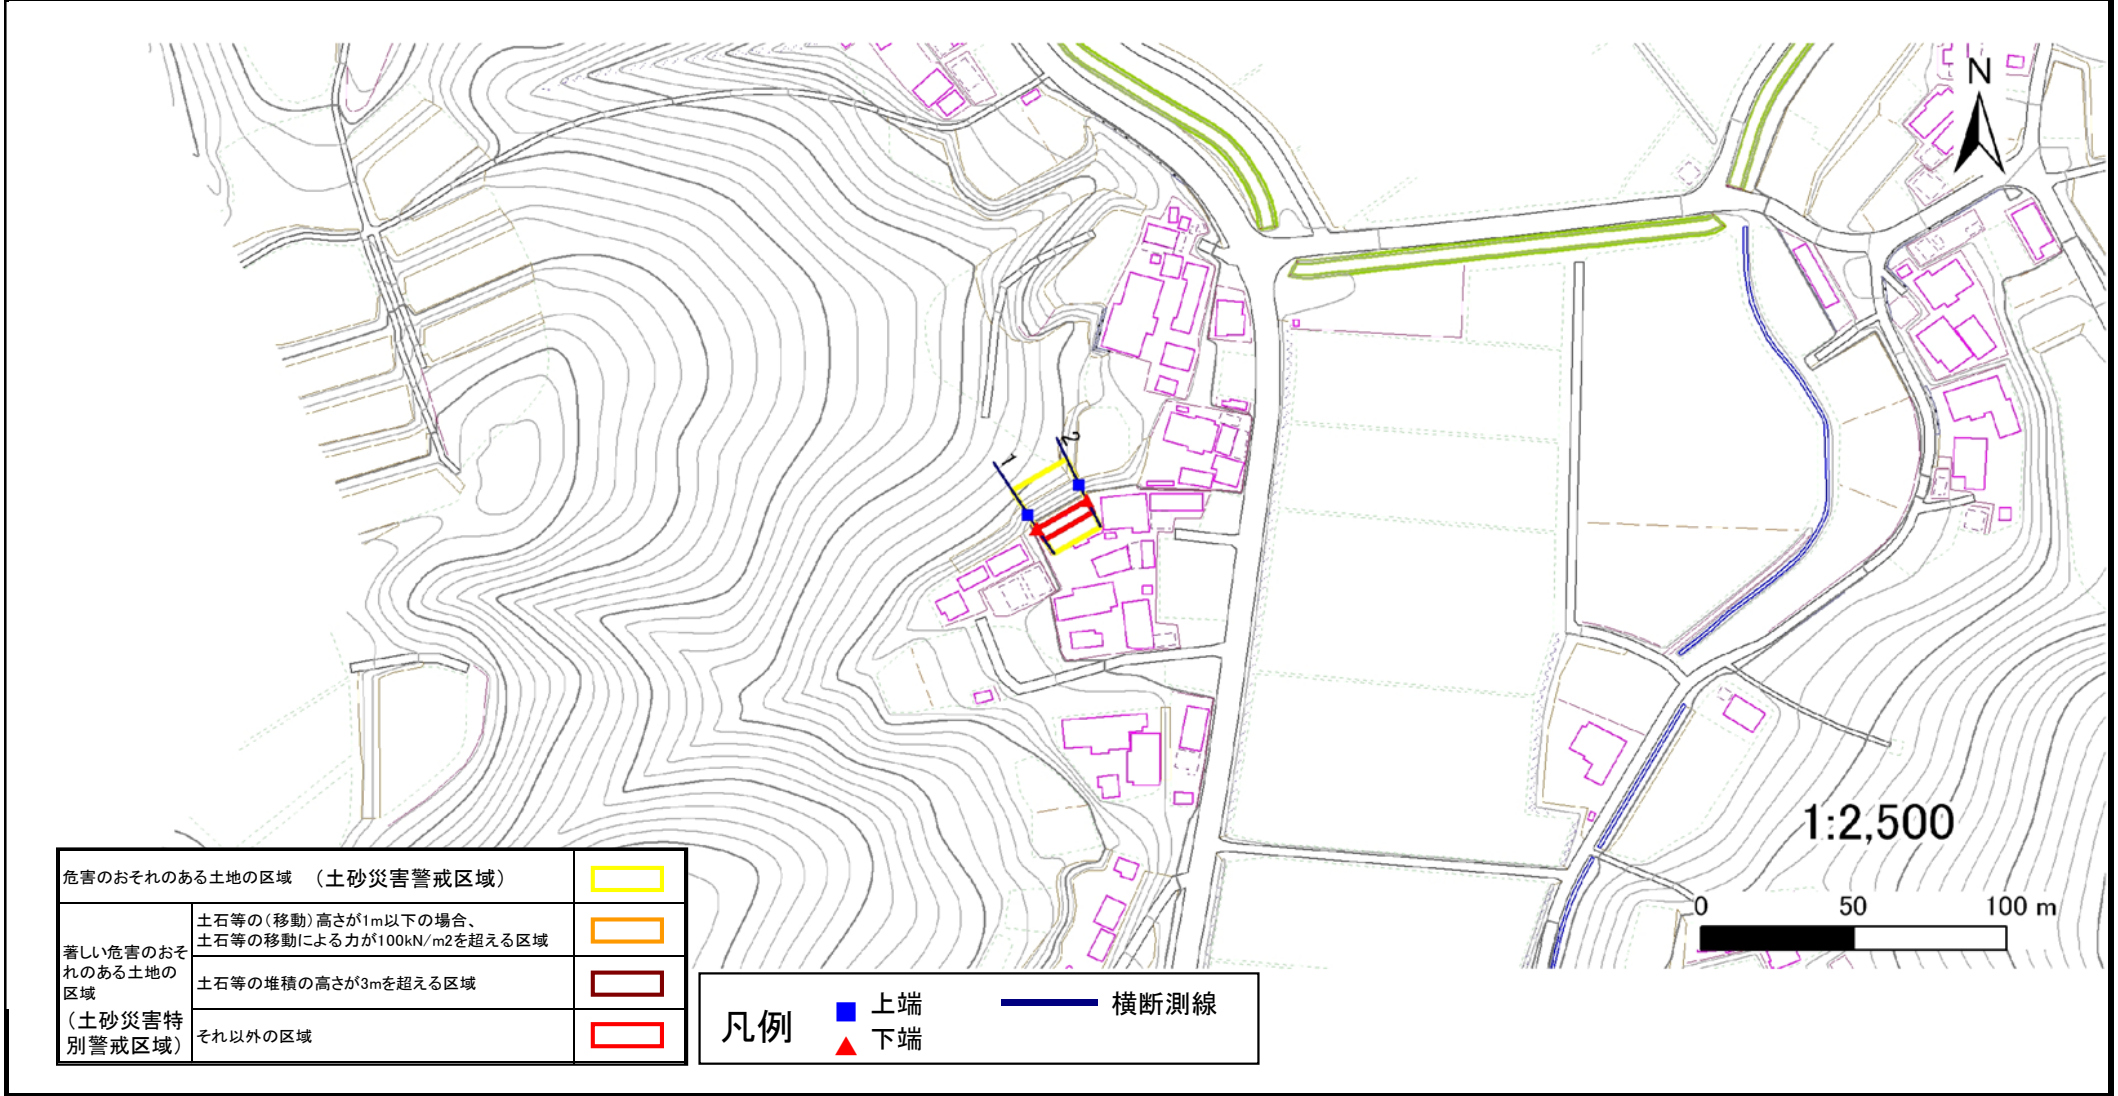 N
1
2
1:2,500
0 50 100 m
危害のおそれのある土地の区域 （土砂災害警戒区域）
著しい危害のおそ
れのある土地の
区域
（土砂災害特
別警戒区域）
土石等の（移動）高さが1m以下の場合、
土石等の移動による力が100kN/m2を超える区域
土石等の堆積の高さが3mを超える区域
それ以外の区域
凡例
上端
下端
横断測線